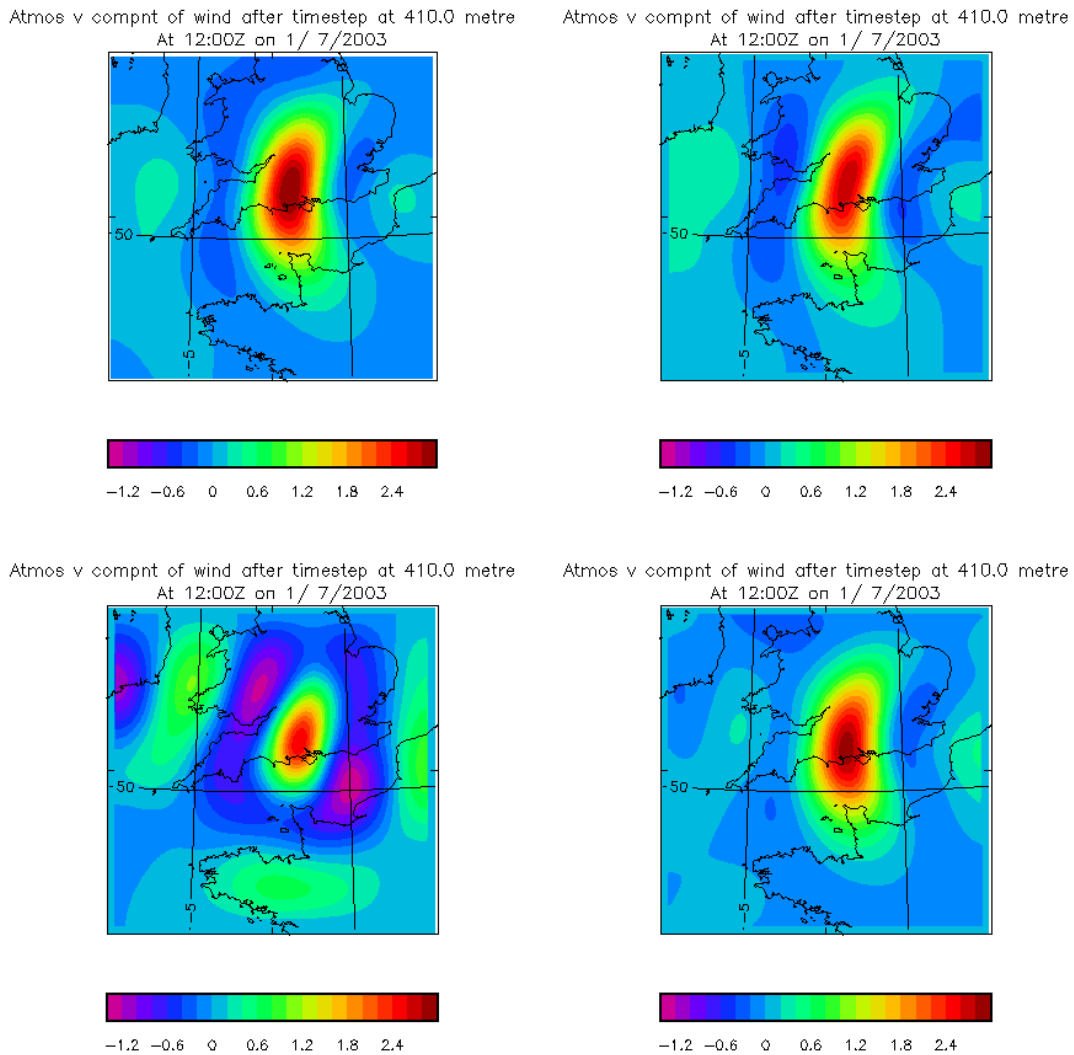 Atmos v compnt of wind after timestep at 410.0 metre
At 12:00Z on 1/ 7/2003
50
−5
−1.2 −0.6 0 0.6 1.2 1.8 2.4
Atmos v compnt of wind after timestep at 410.0 metre
At 12:00Z on 1/ 7/2003
50
−5
−1.2 −0.6 0 0.6 1.2 1.8 2.4
Atmos v compnt of wind after timestep at 410.0 metre
At 12:00Z on 1/ 7/2003
50
−5
−1.2 −0.6 0 0.6 1.2 1.8 2.4
Atmos v compnt of wind after timestep at 410.0 metre
At 12:00Z on 1/ 7/2003
50
−5
−1.2 −0.6 0 0.6 1.2 1.8 2.4